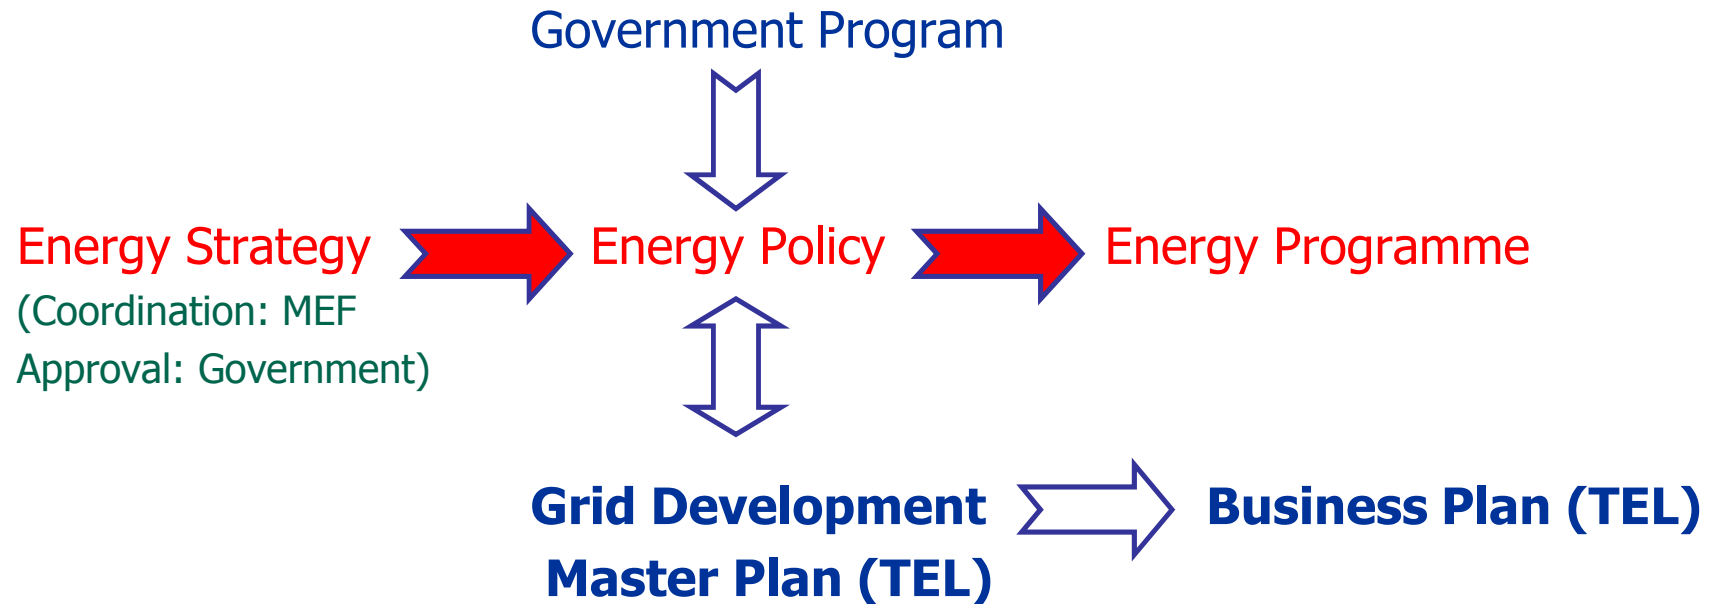 Government Program
Energy Strategy
Energy Policy
Energy Programme
(Coordination: MEF
Approval: Government)
Grid Development
Master Plan (TEL)
Business Plan (TEL)